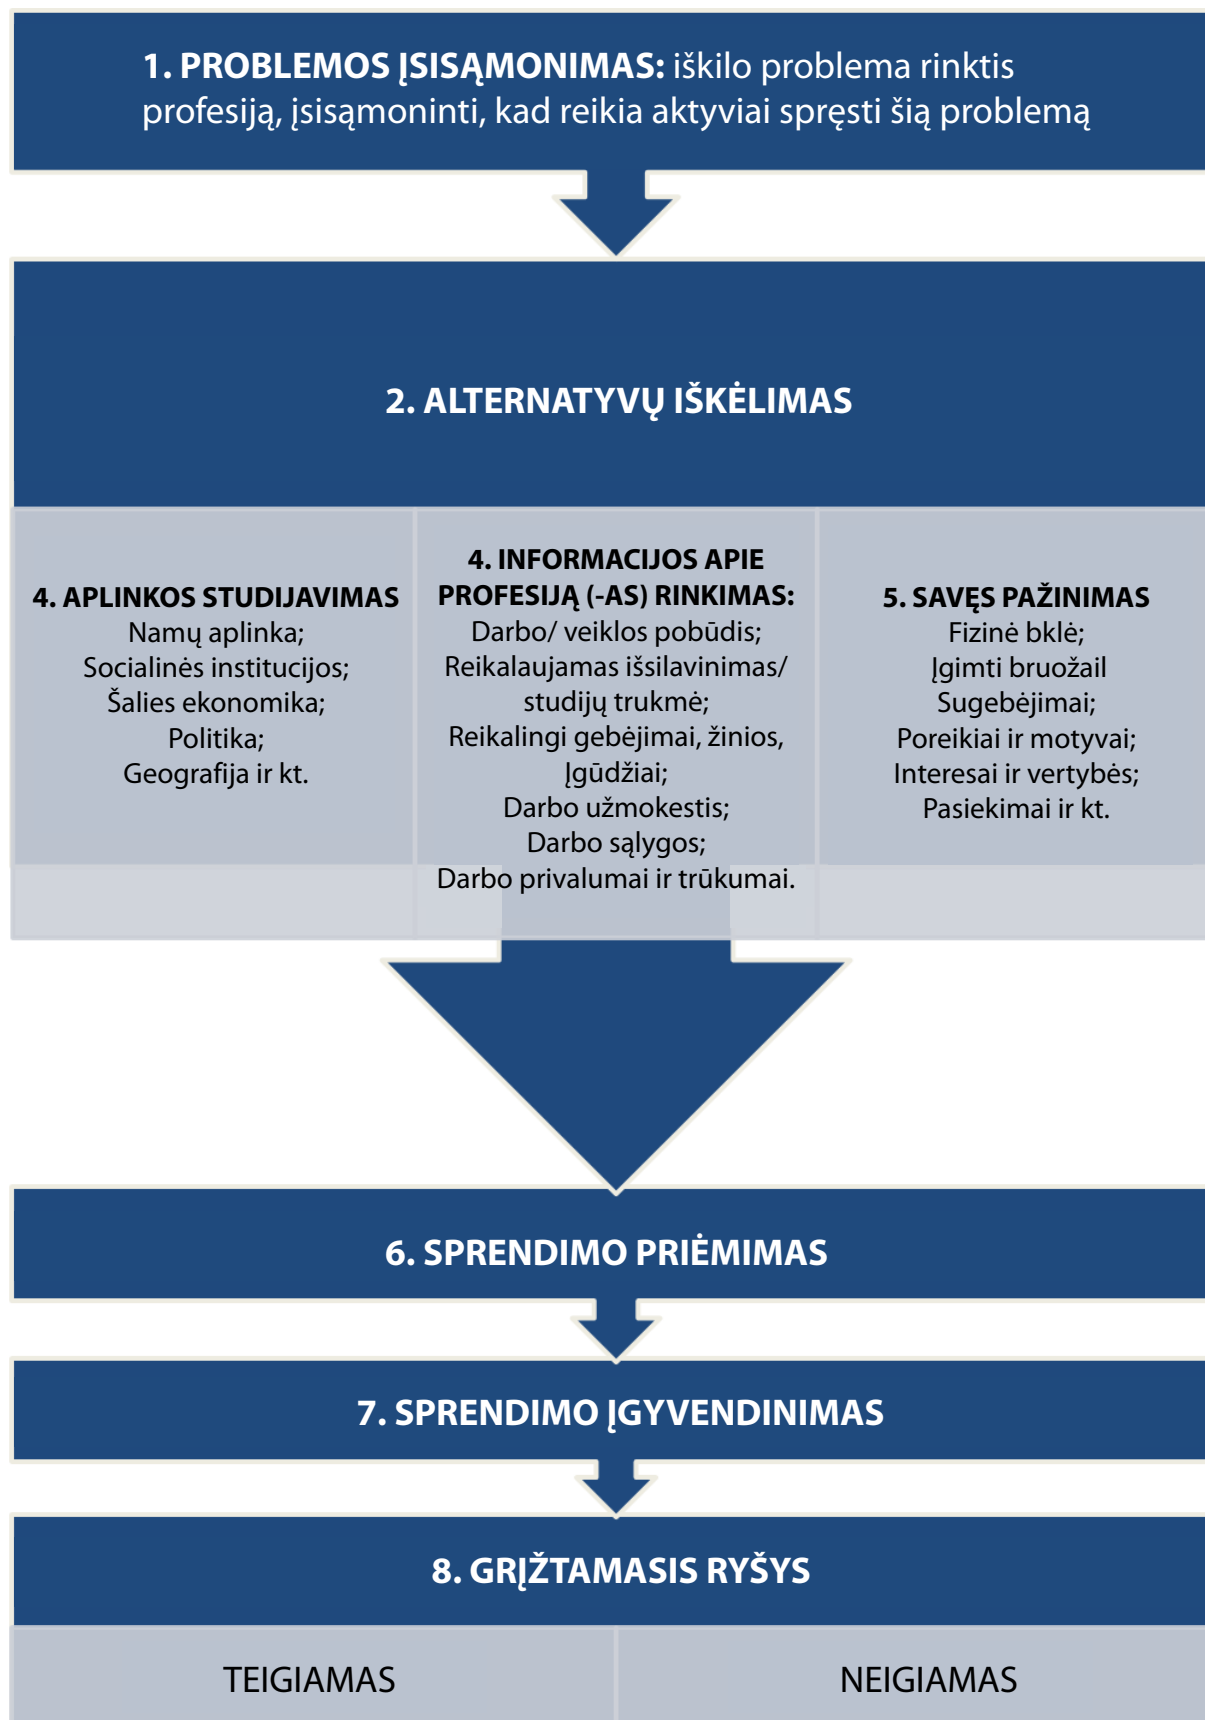 1. PROBLEMOS ĮSISĄMONIMAS: iškilo problema rinktis
profesiją, įsisąmoninti, kad reikia aktyviai spręsti šią problemą
2. ALTERNATYVŲ IŠKĖLIMAS
4. APLINKOS STUDIJAVIMAS
Namų aplinka;
Socialinės institucijos;
Šalies ekonomika;
Politika;
Geografija ir kt.
4. INFORMACIJOS APIE
PROFESIJĄ (-AS) RINKIMAS:
Darbo/ veiklos pobūdis;
Reikalaujamas išsilavinimas/
studijų trukmė;
Reikalingi gebėjimai, žinios,
Įgūdžiai;
Darbo užmokestis;
Darbo sąlygos;
Darbo privalumai ir trūkumai.
5. SAVĘS PAŽINIMAS
Fizinė bklė;
Įgimti bruožail
Sugebėjimai;
Poreikiai ir motyvai;
Interesai ir vertybės;
Pasiekimai ir kt.
6. SPRENDIMO PRIĖMIMAS
7. SPRENDIMO ĮGYVENDINIMAS
8. GRĮŽTAMASIS RYŠYS
TEIGIAMAS
NEIGIAMAS